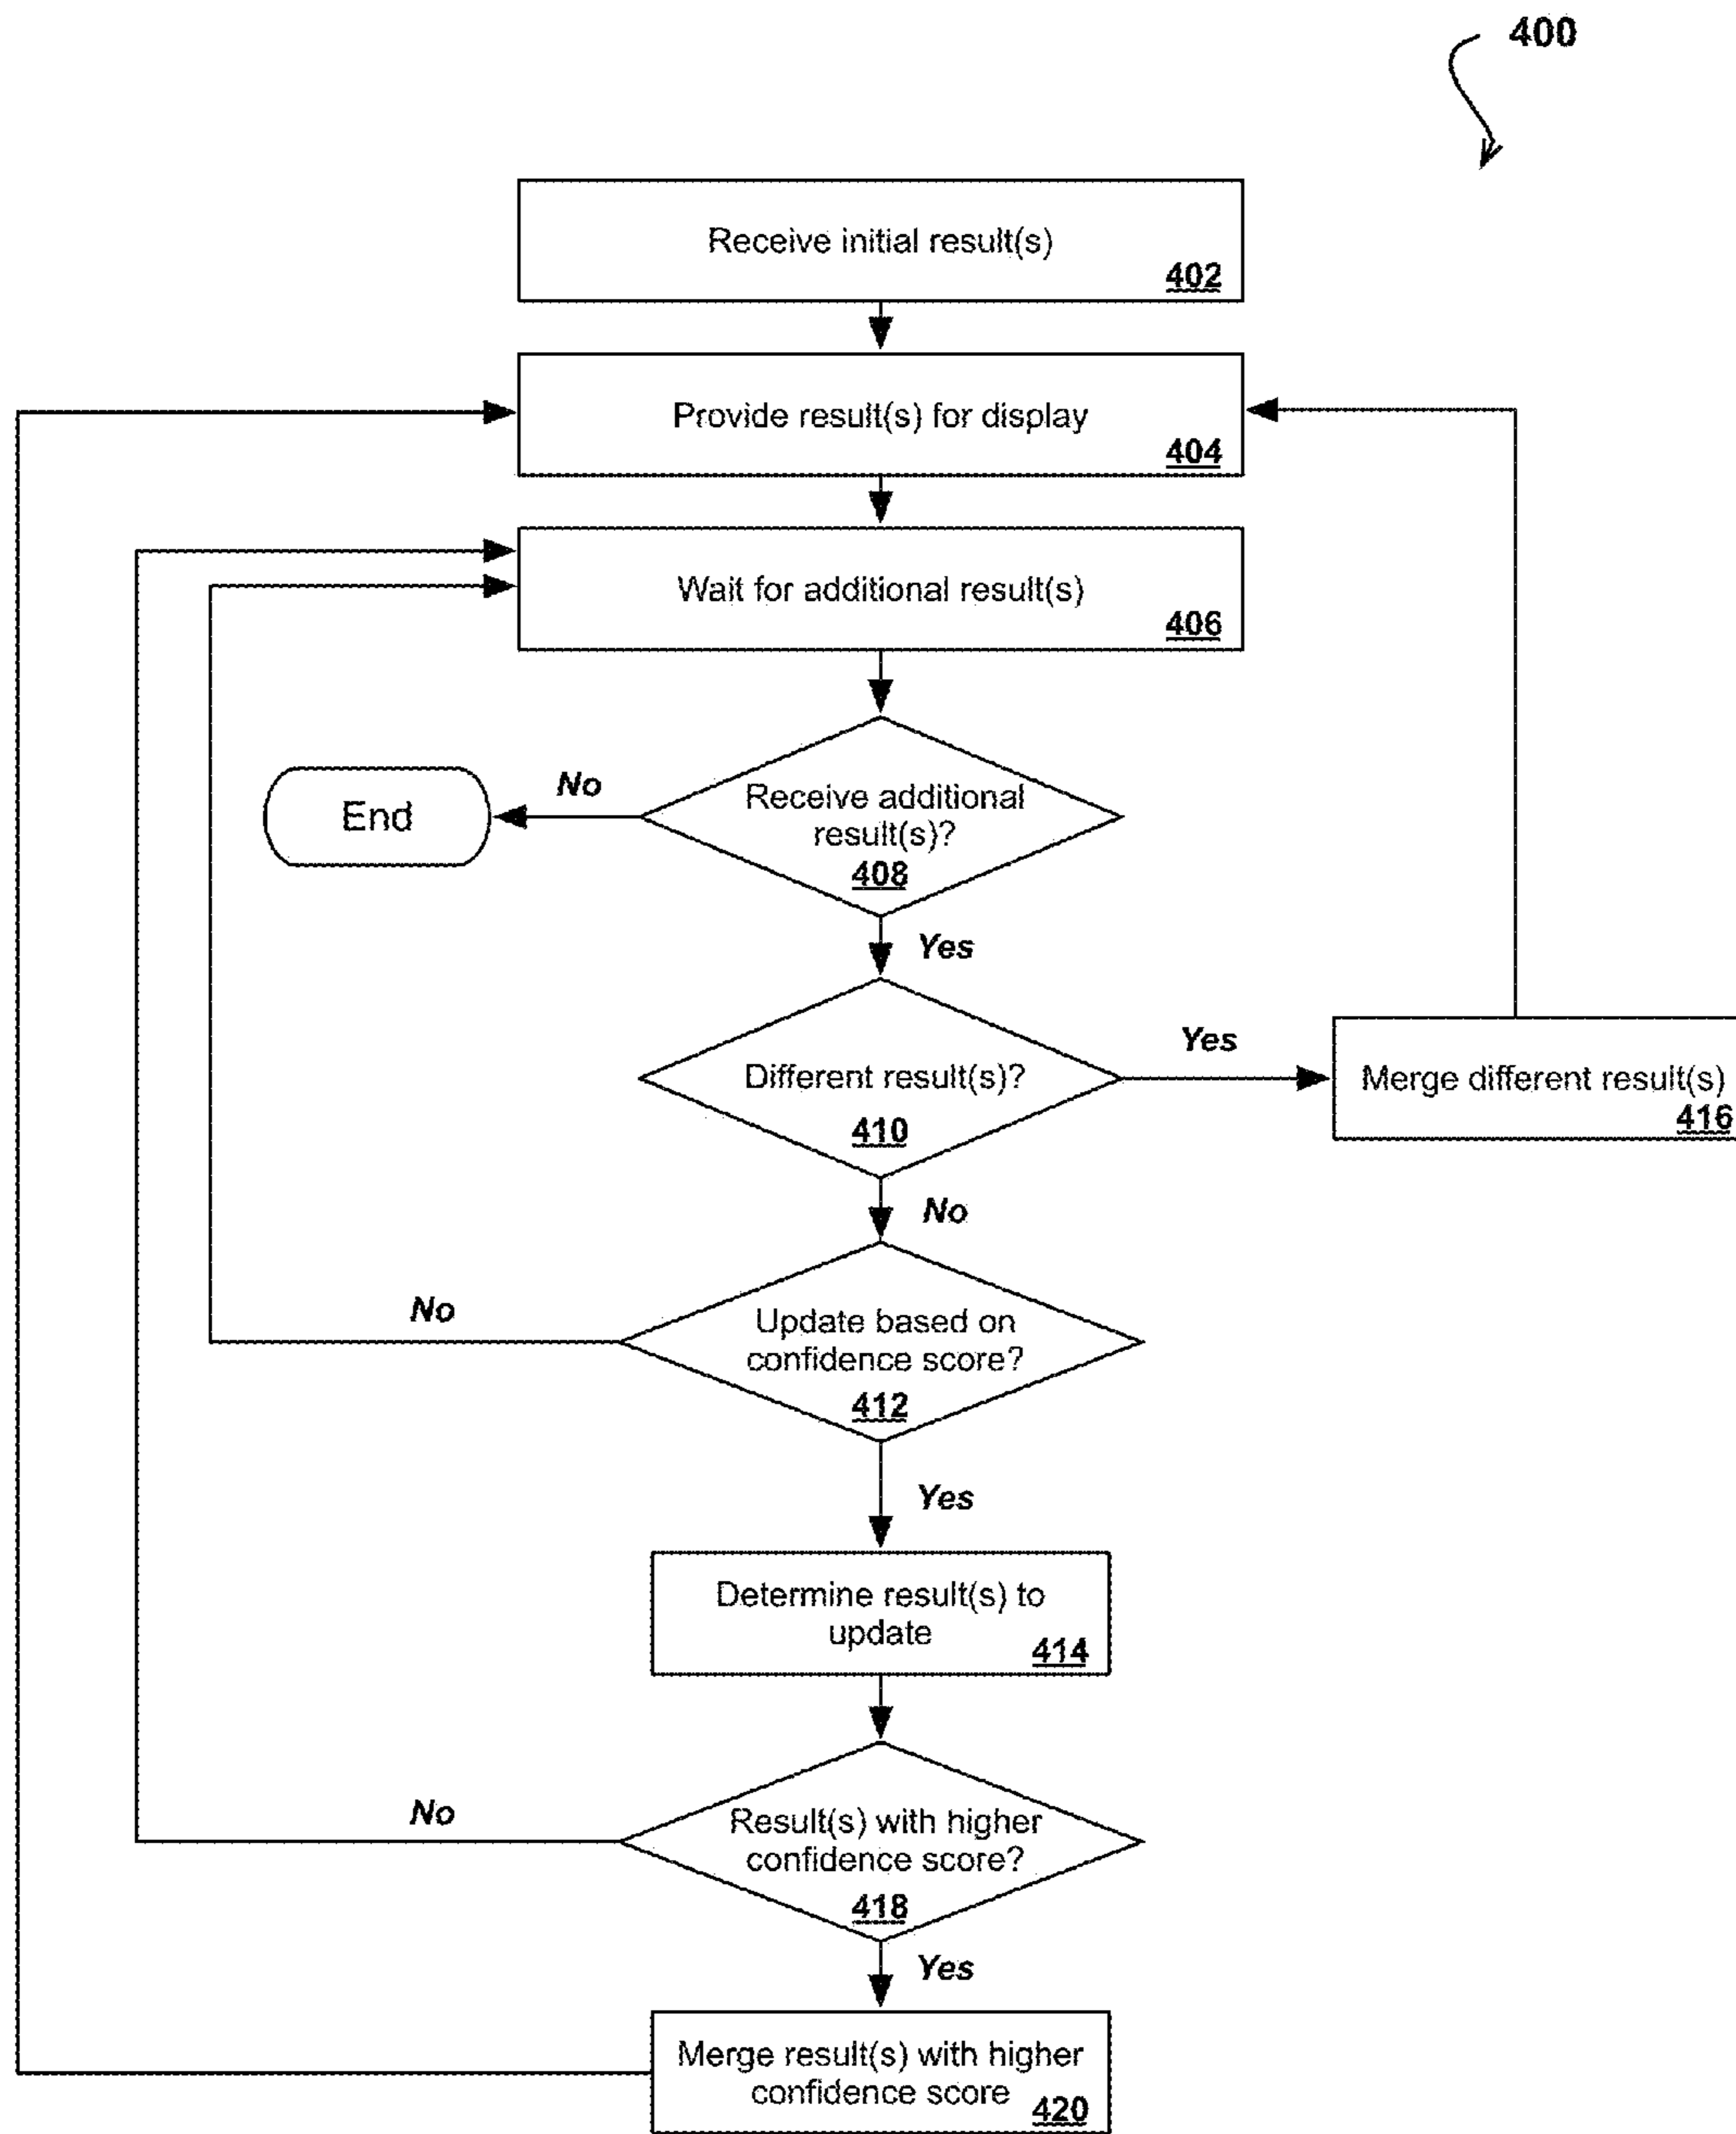 400
Receive initial result(s)
402
Provide result(s) for display
404
Wait for additional result(s)
406
Receive additional
result(s)?
408
No
End
Yes
Different result(s)?
410
Yes
Merge different result(s)
416
No
Update based on
confidence score?
412
No
Yes
Determine result(s) to
update
414
Result(s) with higher
confidence score?
418
No
Yes
Merge result(s) with higher
confidence score
420